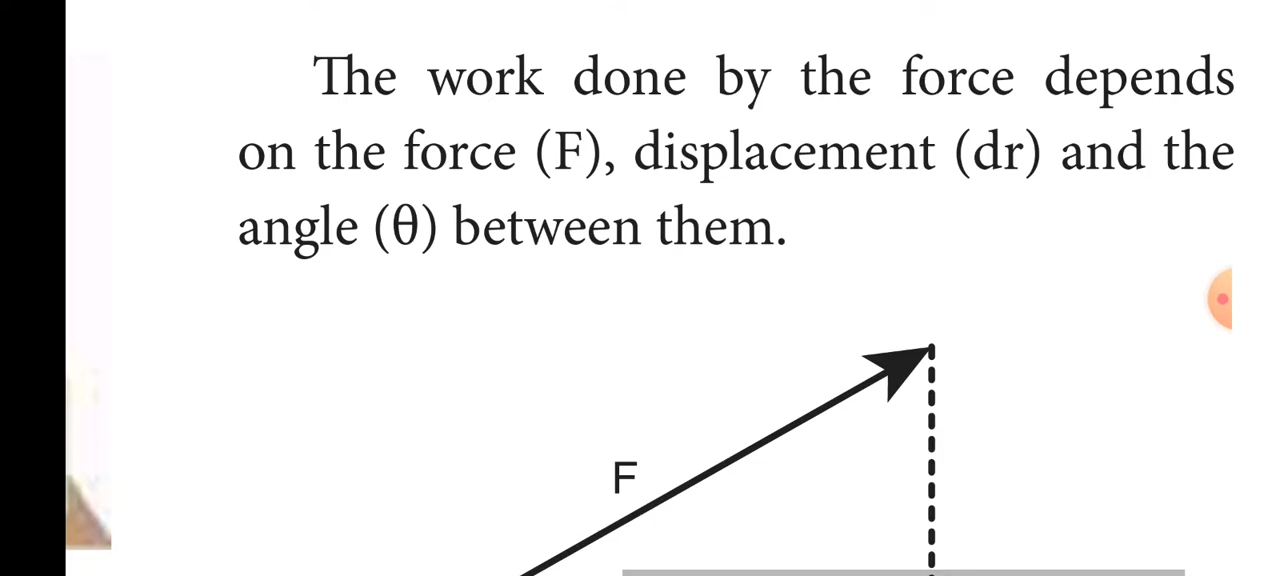 The work done by the force depends
on the force (F), displacement (dr) and the
angle (θ) between them.
F